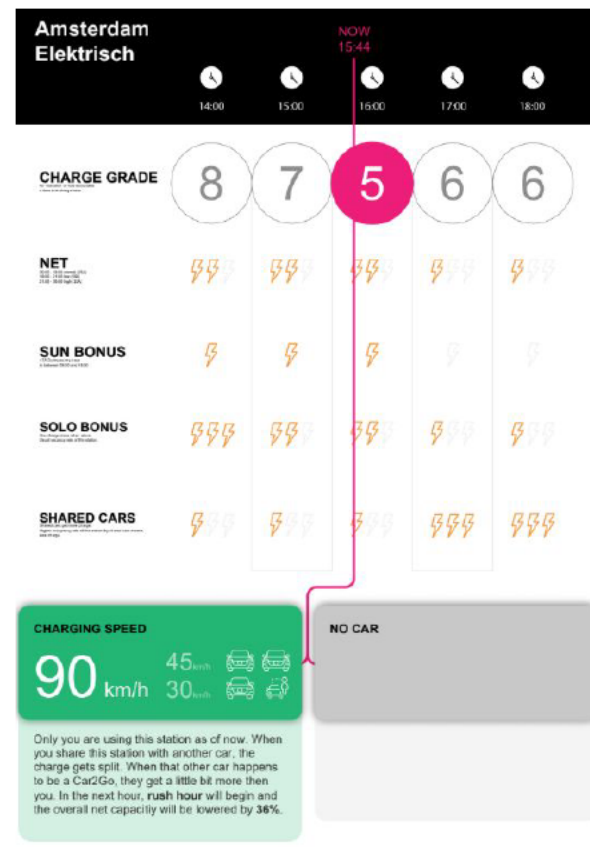 Amsterdam
Elektrisch
NOW
15:44
14:00 15:00 16:00 17:00 18:00
CHARGE GRADE 8 7 5 6 6
NET
SUN BONUS
SOLO BONUS
SHARED CARS
CHARGING SPEED
90 km/h
45 km/h
30 km/h
Only you are using this station as of now. When
you share this station with another car, the
charge gets split. When that other car happens
to be a Car2Go, they get a little bit more then
you. In the next hour, rush hour will begin and
the overall net capacitiy will be lowered by 36%.
NO CAR